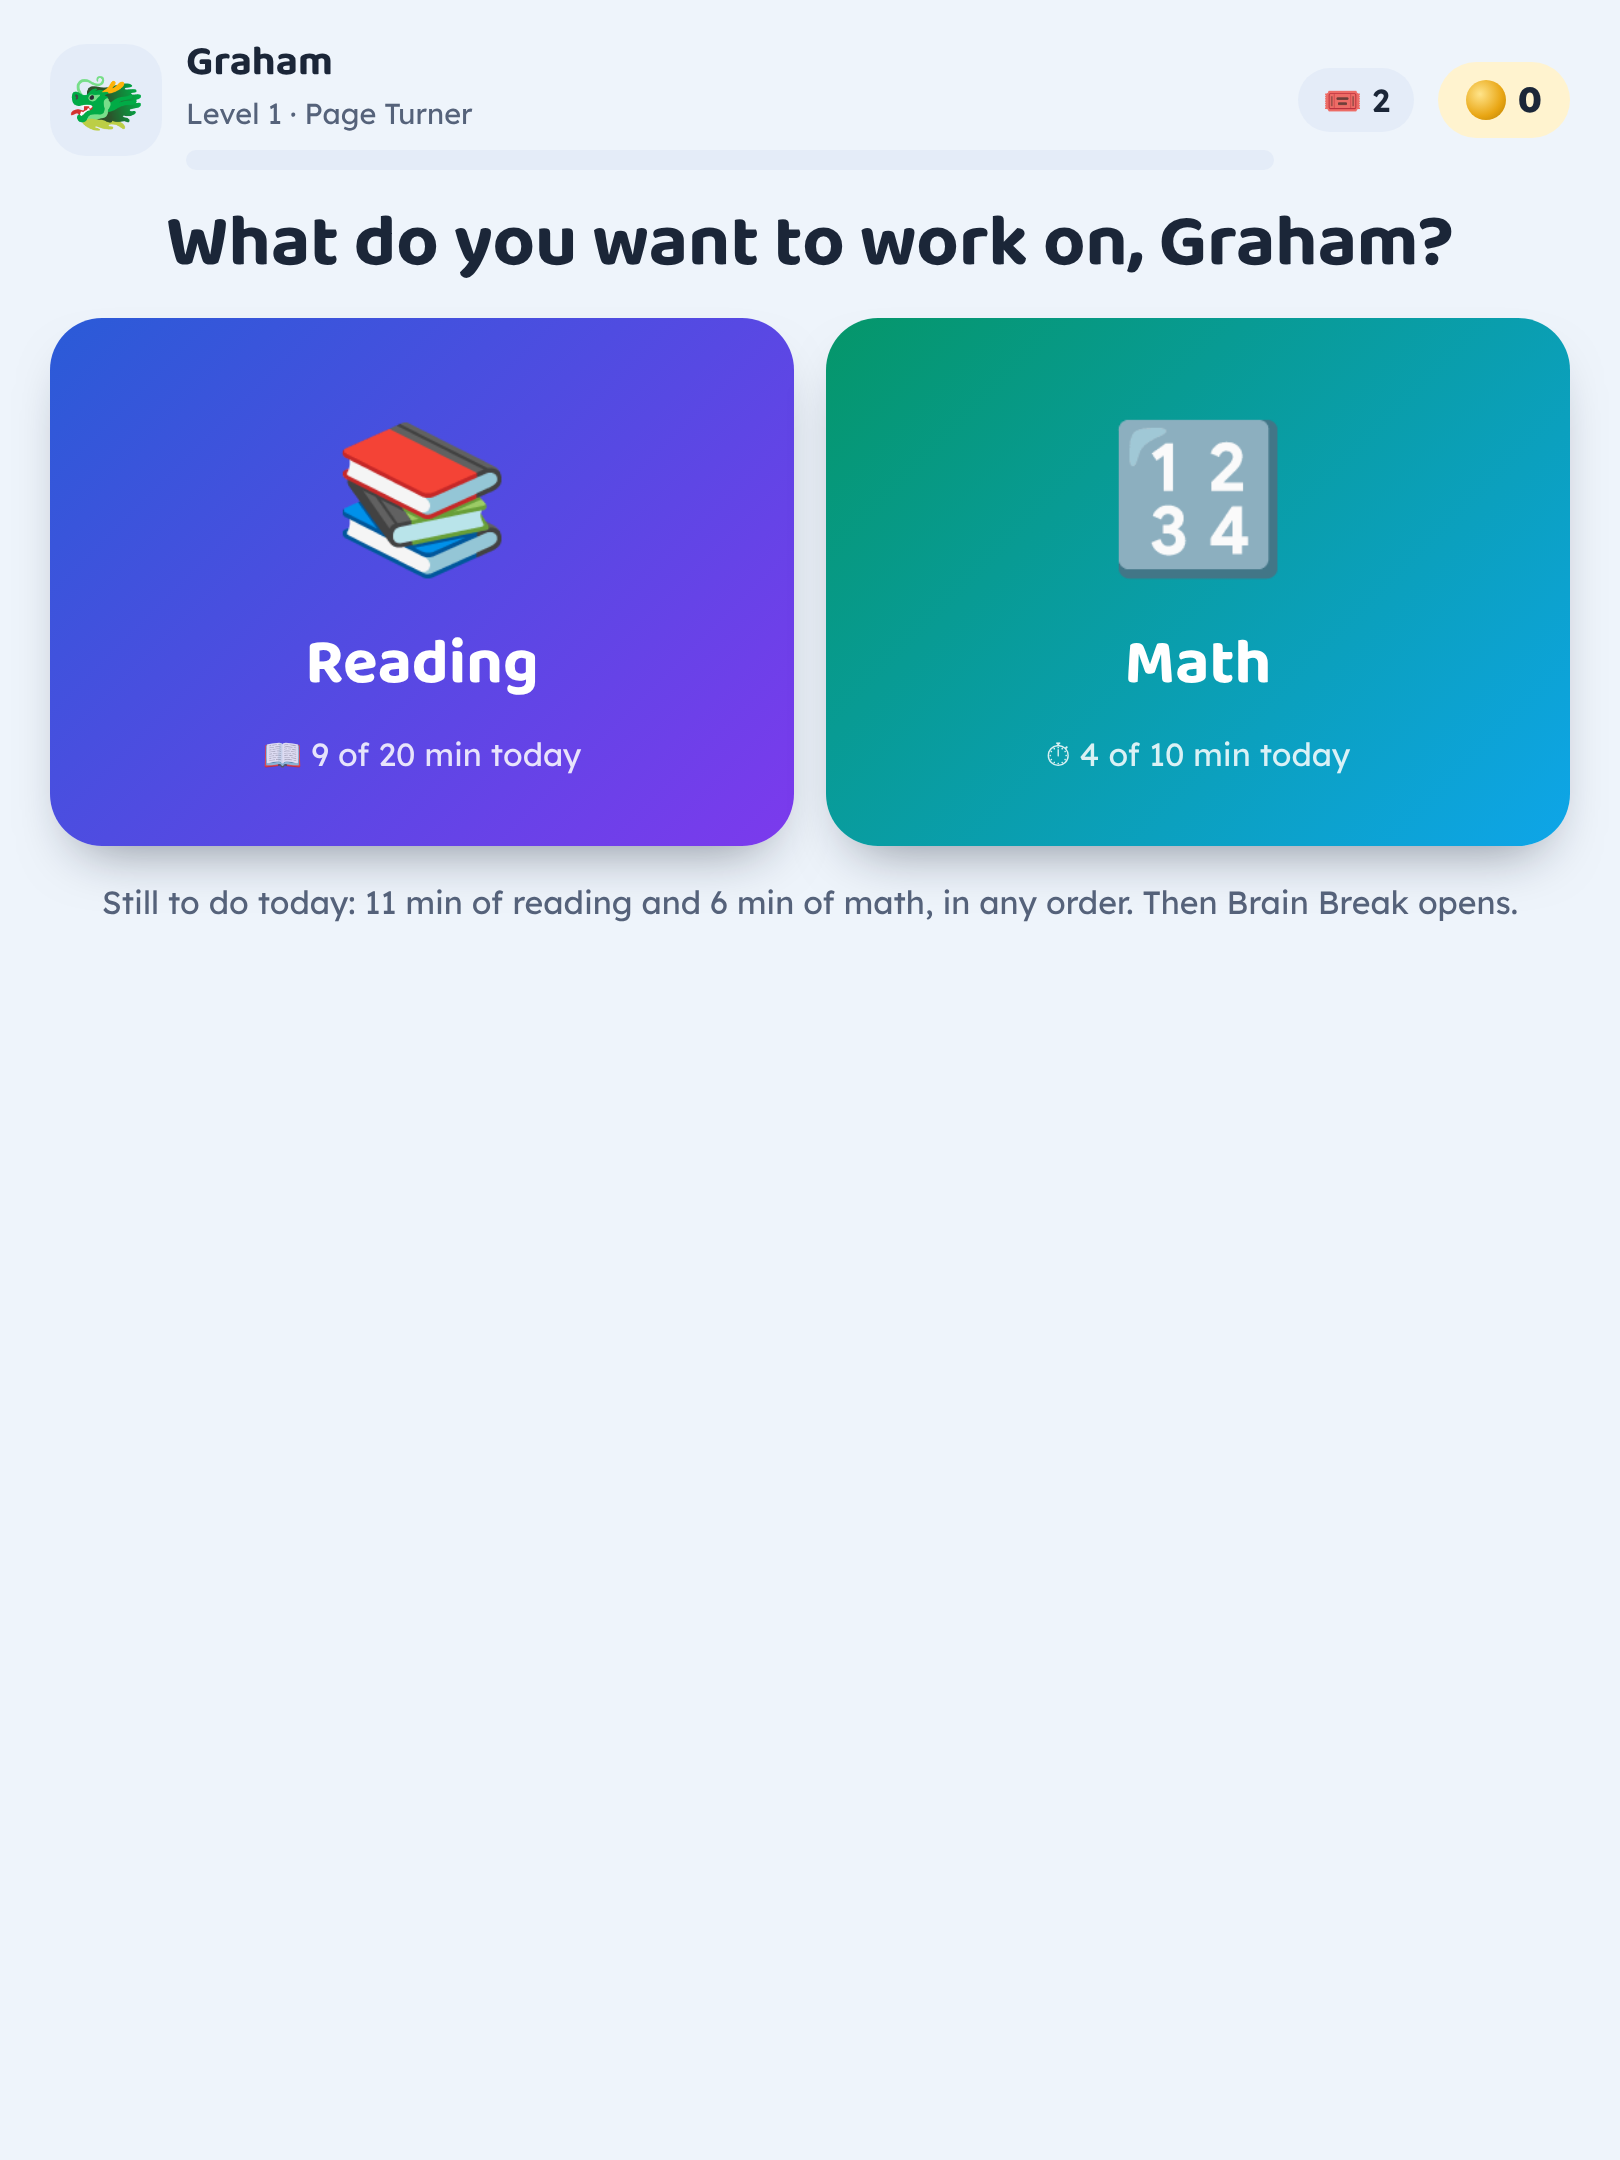 Graham
Level 1 · Page Turner
2
0
What do you want to work on, Graham?
1 2
3 4
Reading
Math
9 of 20 min today
4 of 10 min today
Still to do today: 11 min of reading and 6 min of math, in any order. Then Brain Break opens.